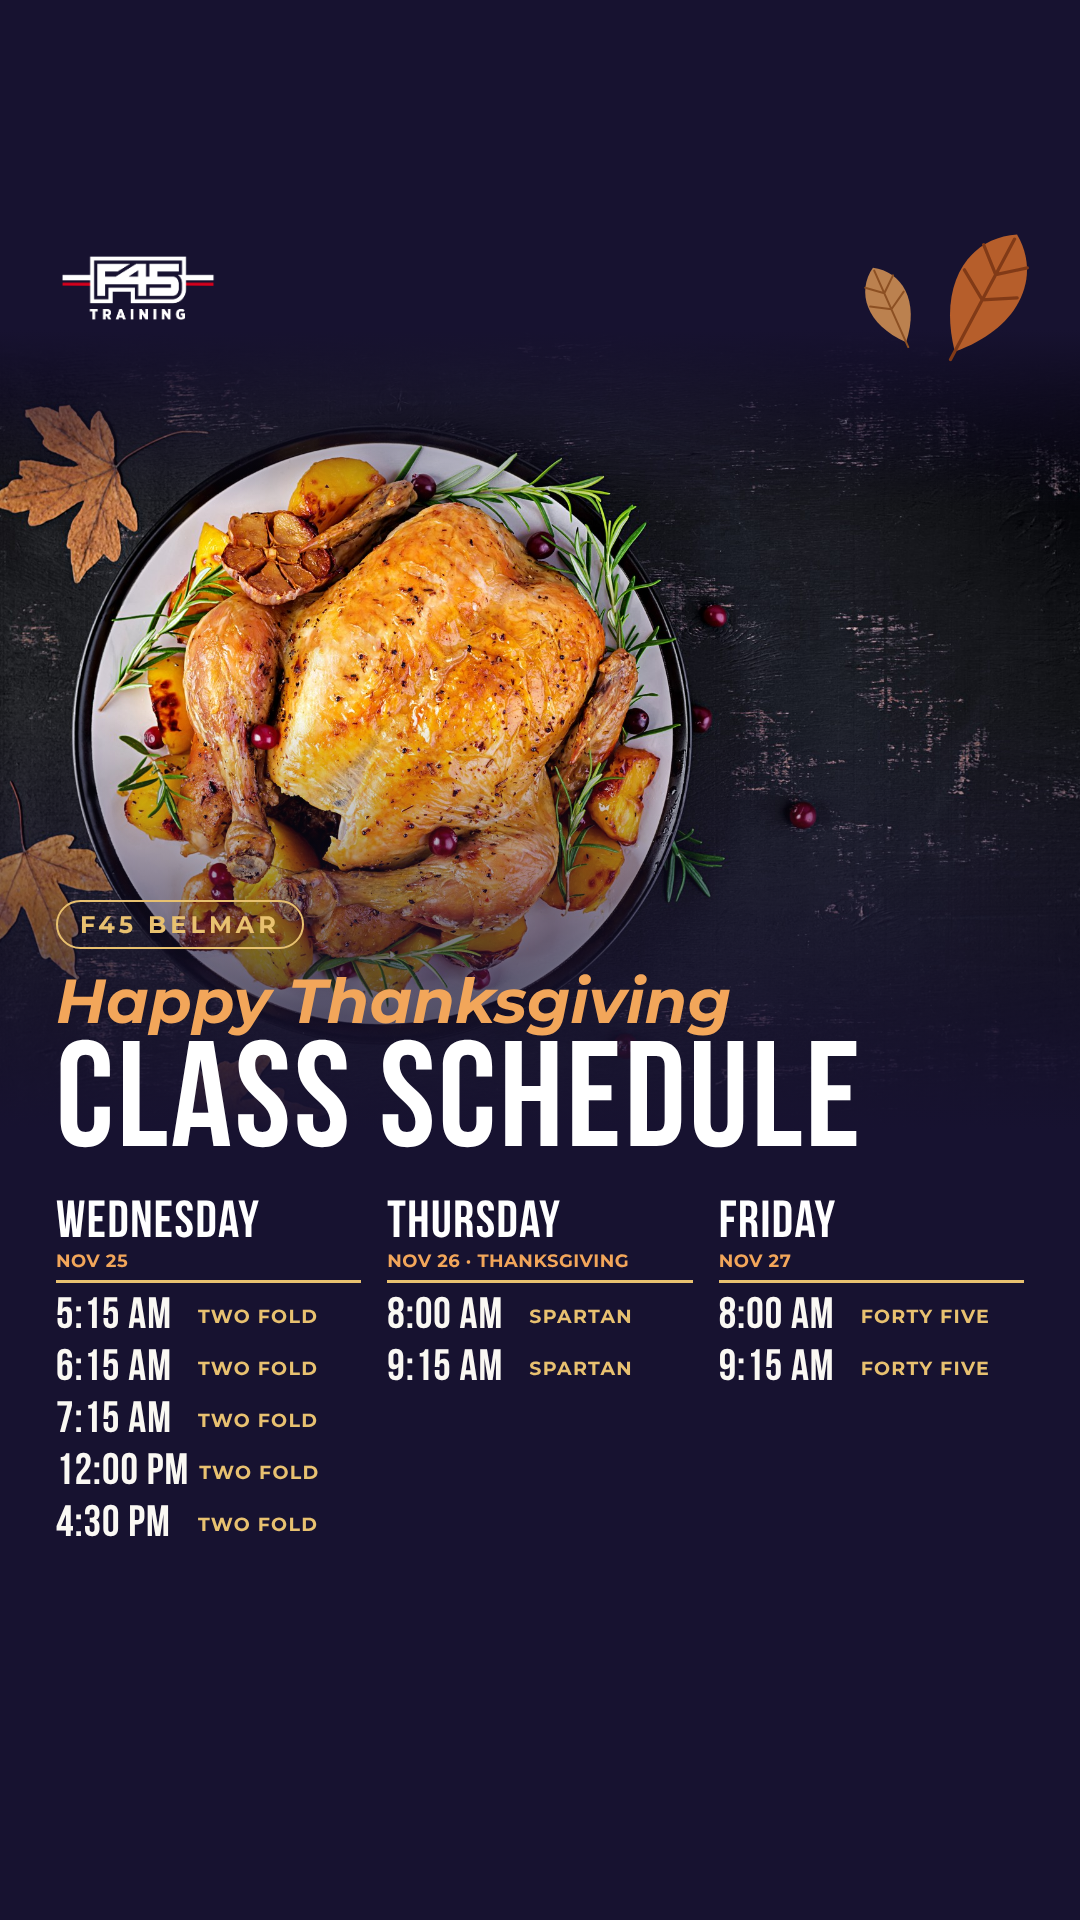 F45
TRAINING
F45 BELMAR
Happy Thanksgiving
CLASS SCHEDULE
WEDNESDAY
NOV 25
5:15 AM TWO FOLD
6:15 AM TWO FOLD
7:15 AM TWO FOLD
12:00 PM TWO FOLD
4:30 PM TWO FOLD
THURSDAY
NOV 26 · THANKSGIVING
8:00 AM SPARTAN
9:15 AM SPARTAN
FRIDAY
NOV 27
8:00 AM FORTY FIVE
9:15 AM FORTY FIVE